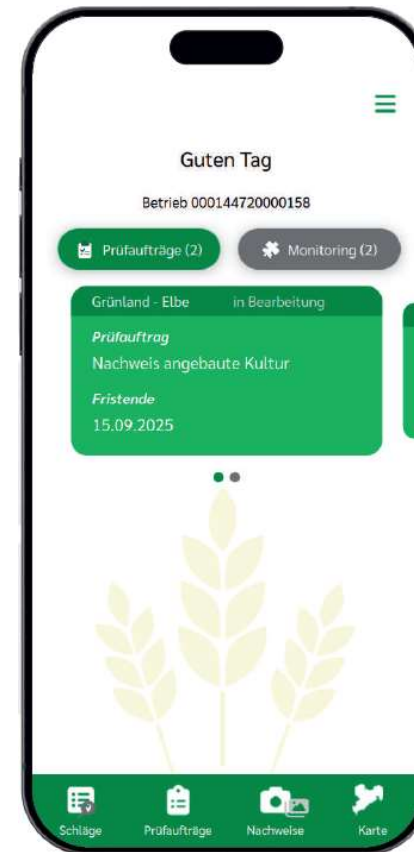 Guten Tag
Betrieb 000144720000158
Prüfaufträge (2)
Monitoring (2)
Grünland - Elbe
in Bearbeitung
Prüfauftrag
Nachweis angebaute Kultur
Fristende
15.09.2025
Schläge
Prüfaufträge
Nachweise
Karte